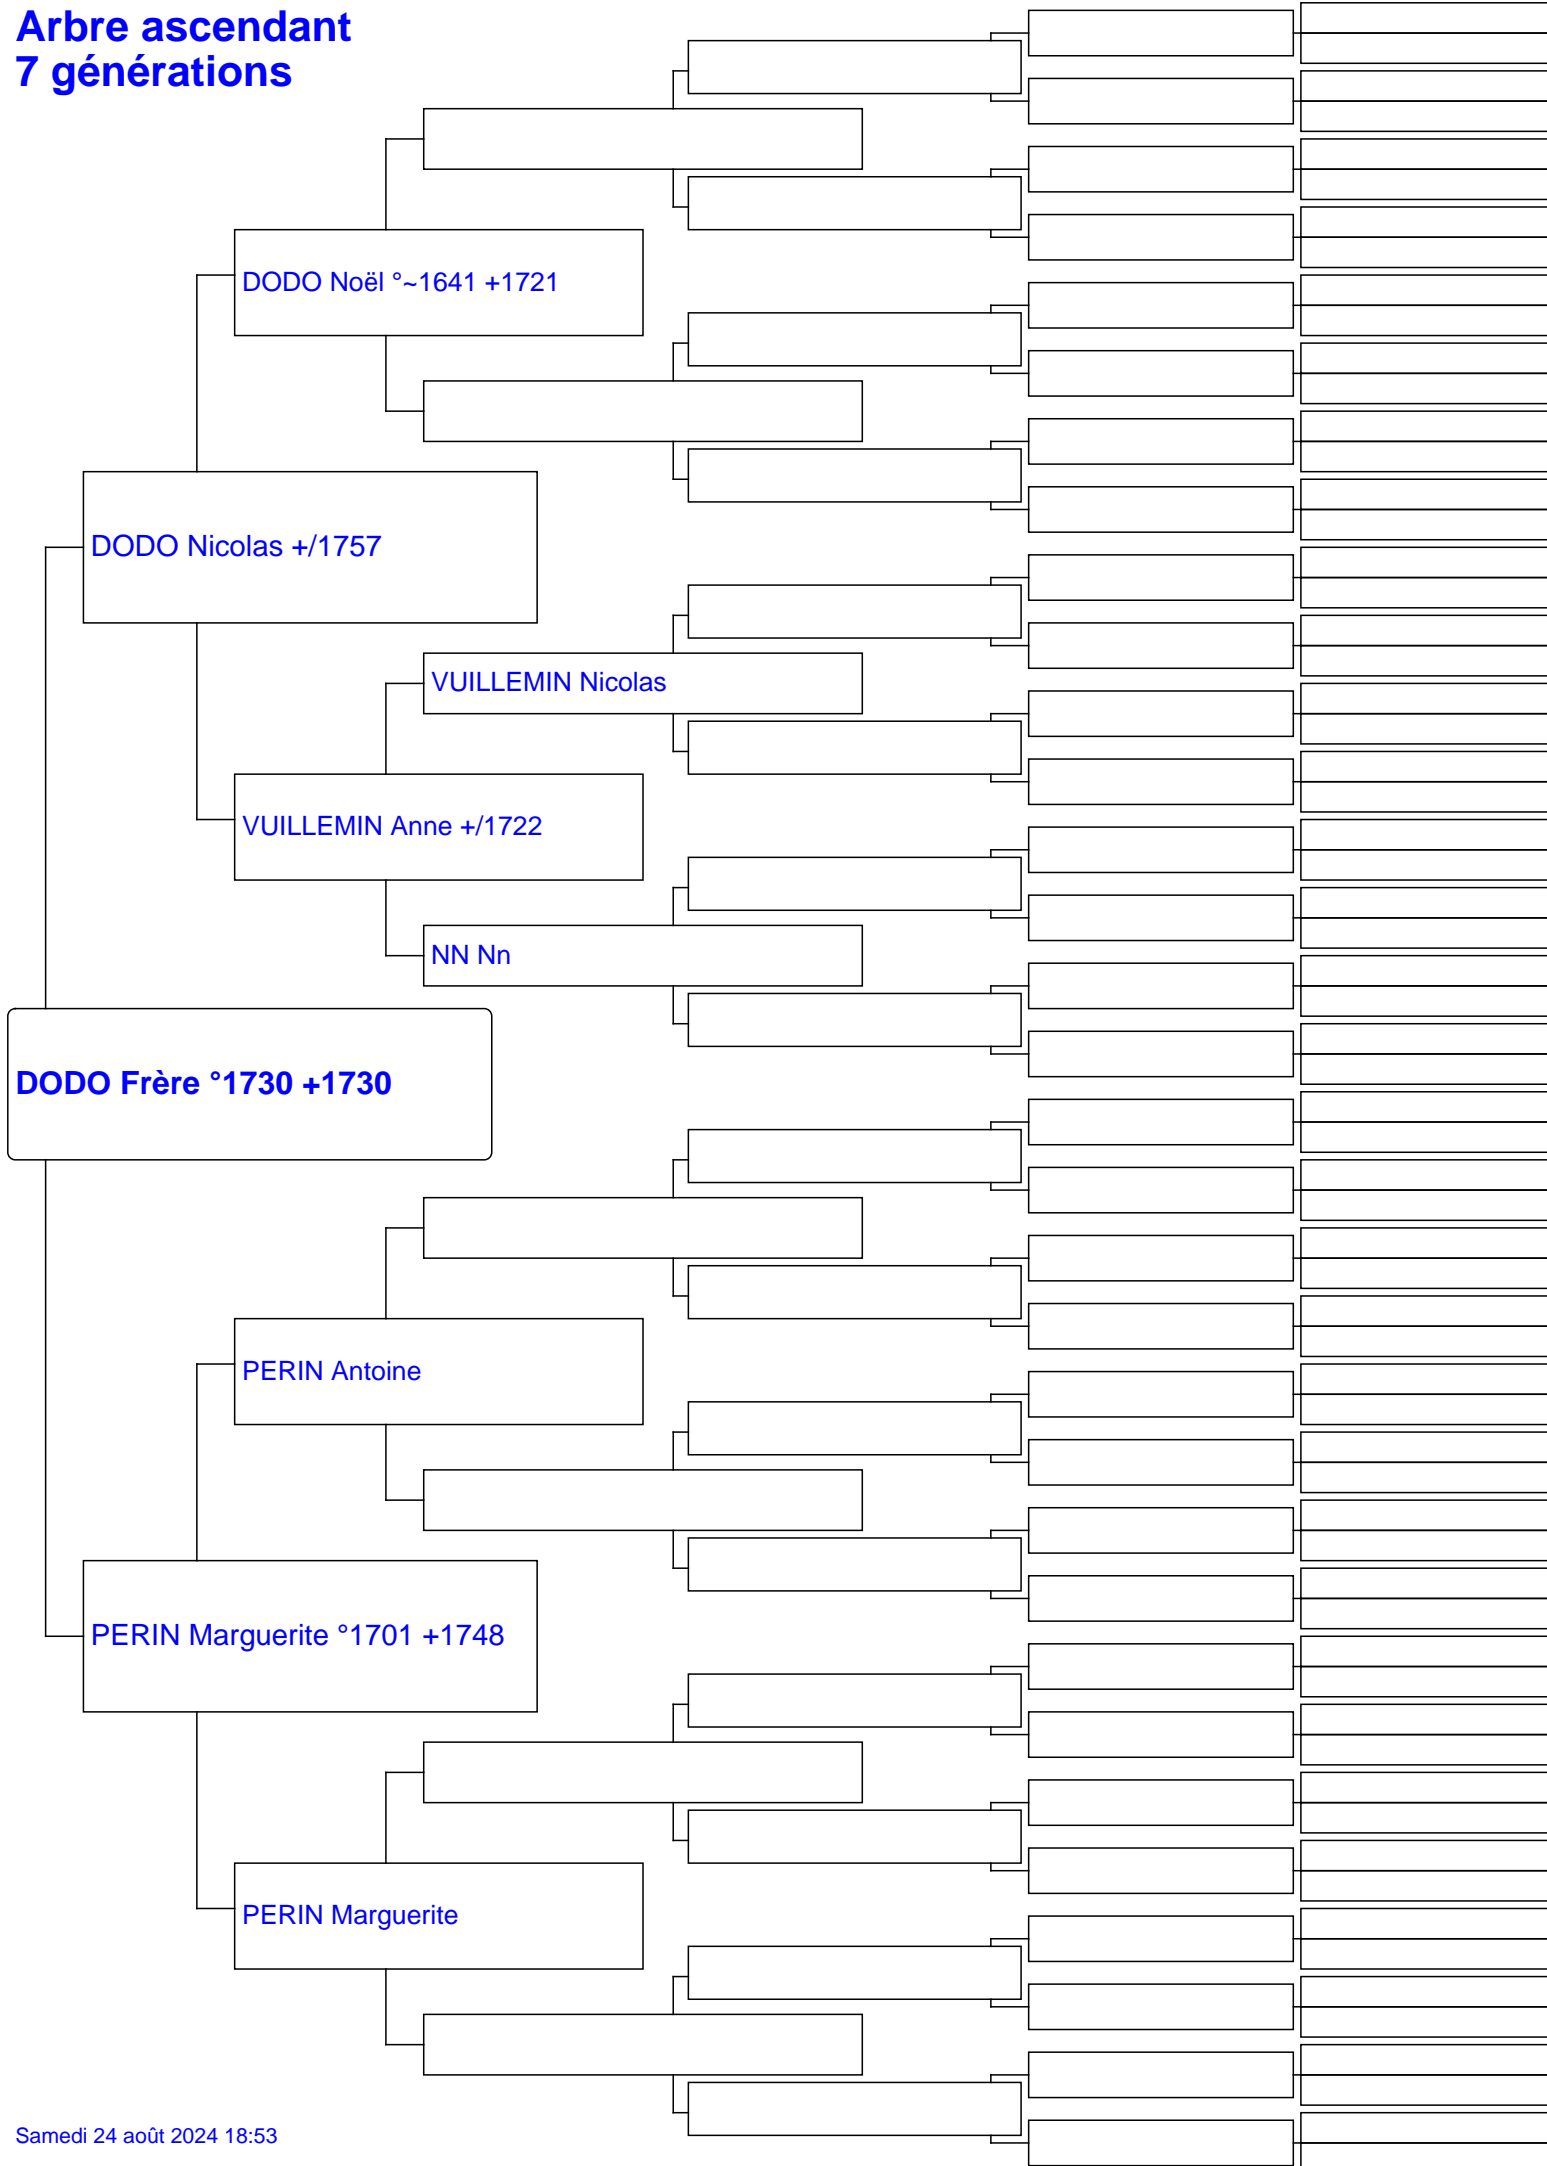 Arbre ascendant
7 générations
DODO Noël °~1641 +1721
DODO Nicolas +/1757
VUILLEMIN Nicolas
VUILLEMIN Anne +/1722
NN Nn
DODO Frère °1730 +1730
PERIN Antoine
PERIN Marguerite °1701 +1748
PERIN Marguerite
Samedi 24 août 2024 18:53